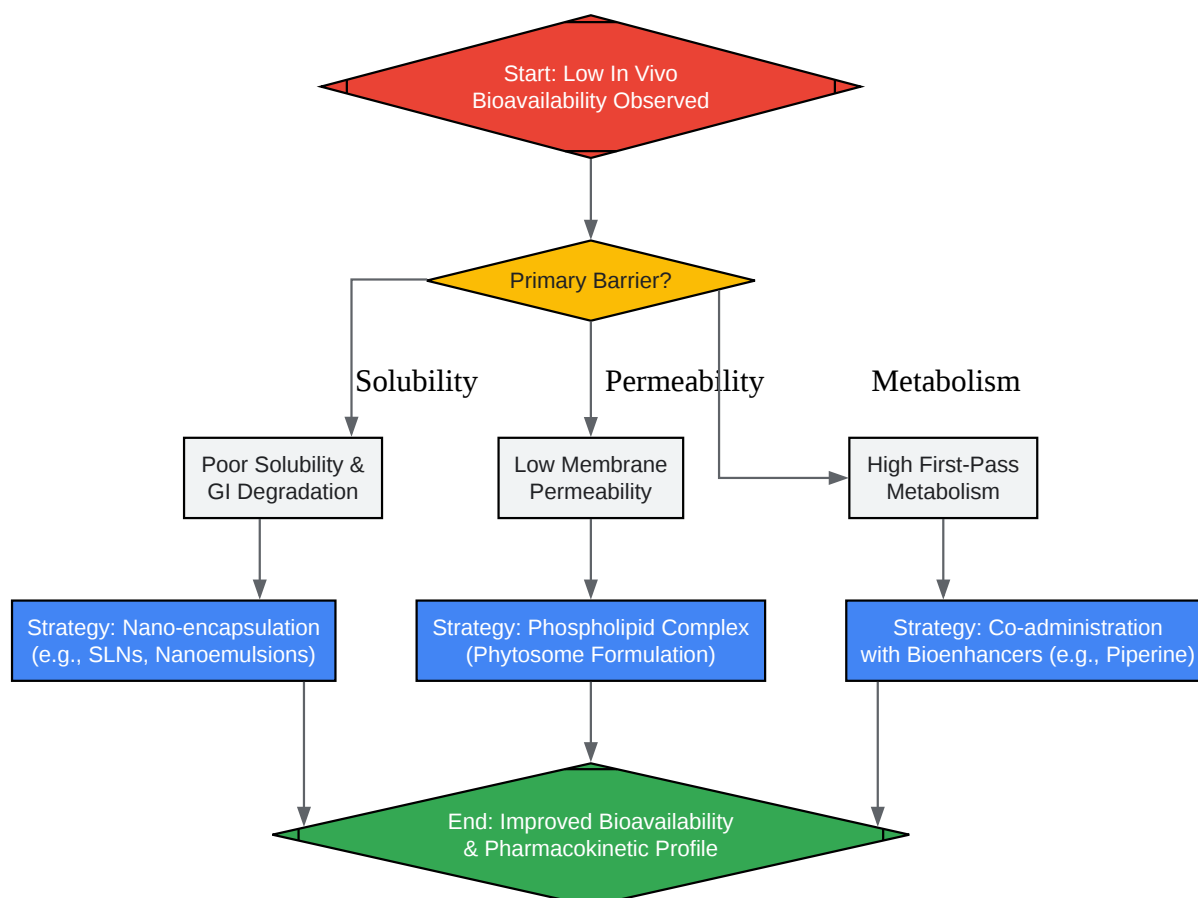 Start: Low In Vivo
Bioavailability Observed
Primary Barrier?
Solubility
Permeability
Metabolism
Poor Solubility &
GI Degradation
Low Membrane
Permeability
High First-Pass
Metabolism
Strategy: Nano-encapsulation
(e.g., SLNs, Nanoemulsions)
Strategy: Phospholipid Complex
(Phytosome Formulation)
Strategy: Co-administration
with Bioenhancers (e.g., Piperine)
End: Improved Bioavailability
& Pharmacokinetic Profile